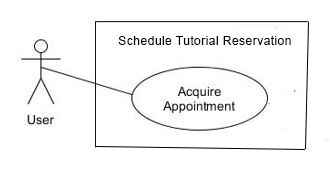 Schedule Tutorial Reservation
Acquire
Appointment
User